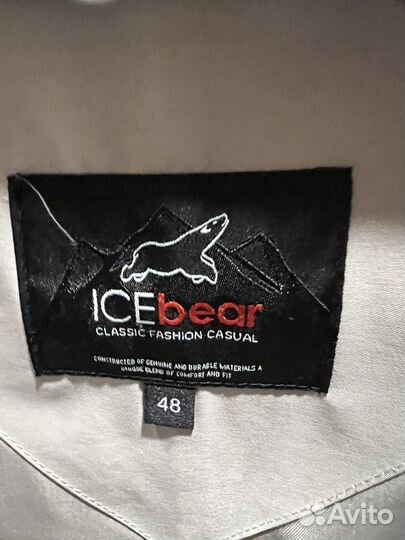 ICEbear
CLASSIC FASHION CASUAL
CONSTRUCTED OF GENUINE AND DURABLE MATERIALS A
UNIQUE BLEND OF COMFORT AND FIT
48
Avito